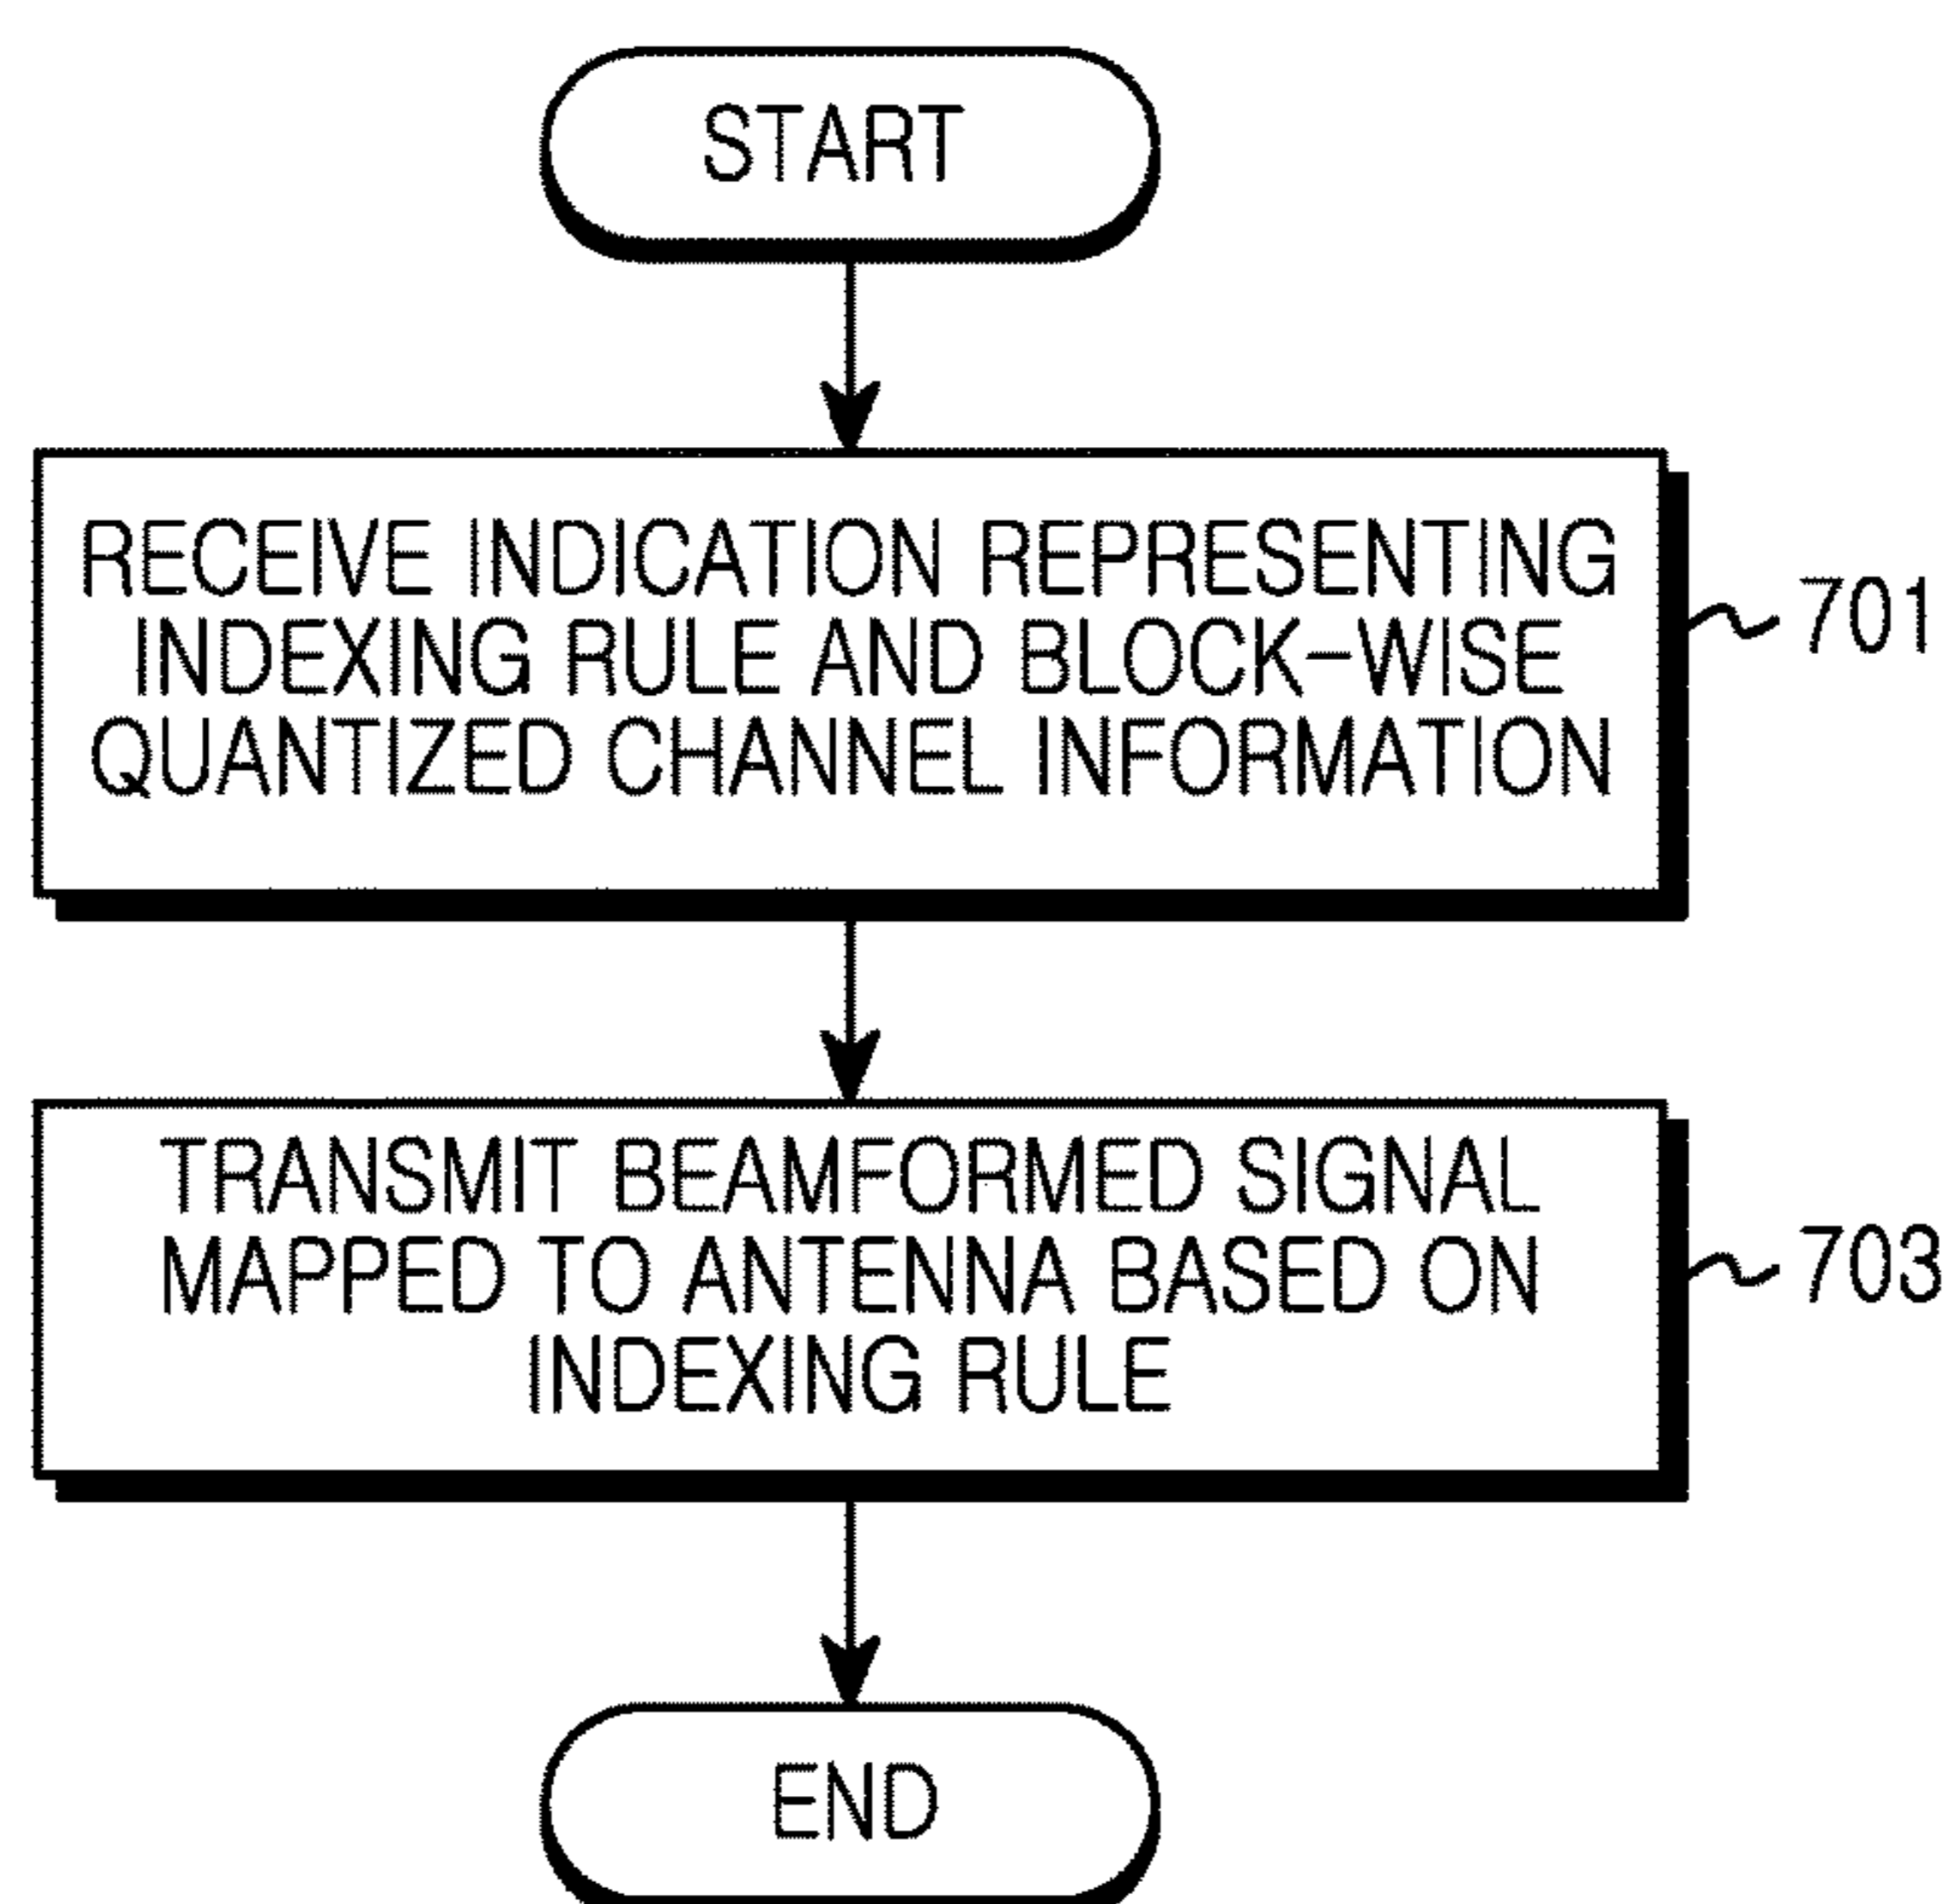 START
RECEIVE INDICATION REPRESENTING
INDEXING RULE AND BLOCK-WISE
QUANTIZED CHANNEL INFORMATION
701
TRANSMIT BEAMFORMED SIGNAL
MAPPED TO ANTENNA BASED ON
INDEXING RULE
703
END